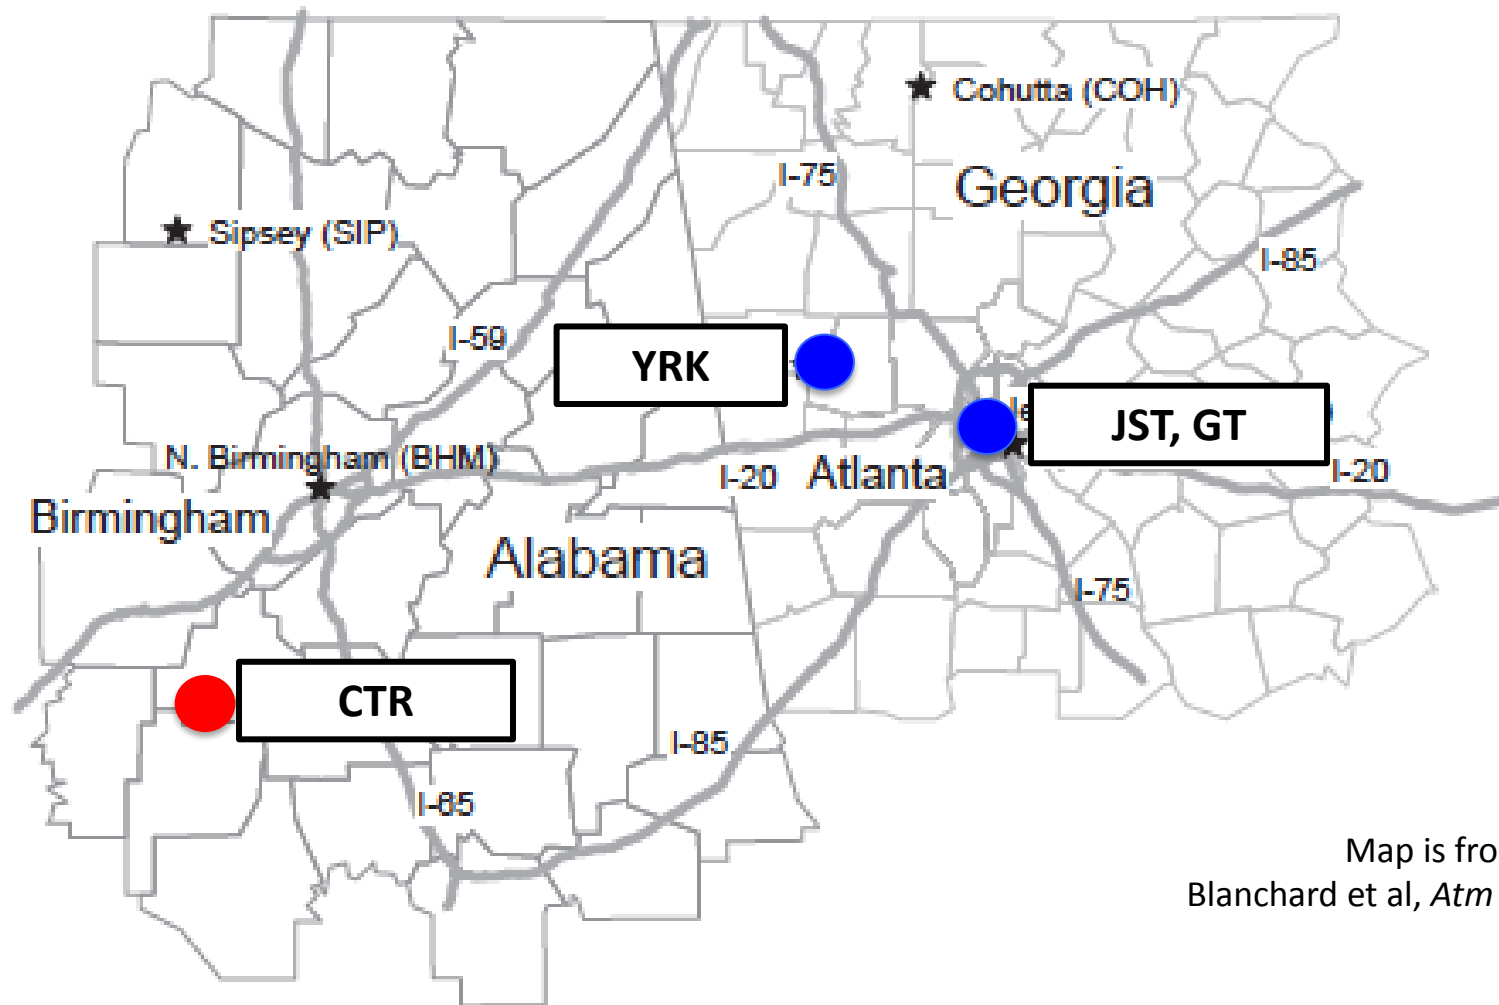 Cohutta (COH)
I-75
Georgia
Sipsey (SIP)
I-85
I-59
YRK
JST, GT
N. Birmingham (BHM)
I-20
Atlanta
I-20
Birmingham
Alabama
I-75
CTR
I-85
I-65
Map is fro
Blanchard et al, Atm